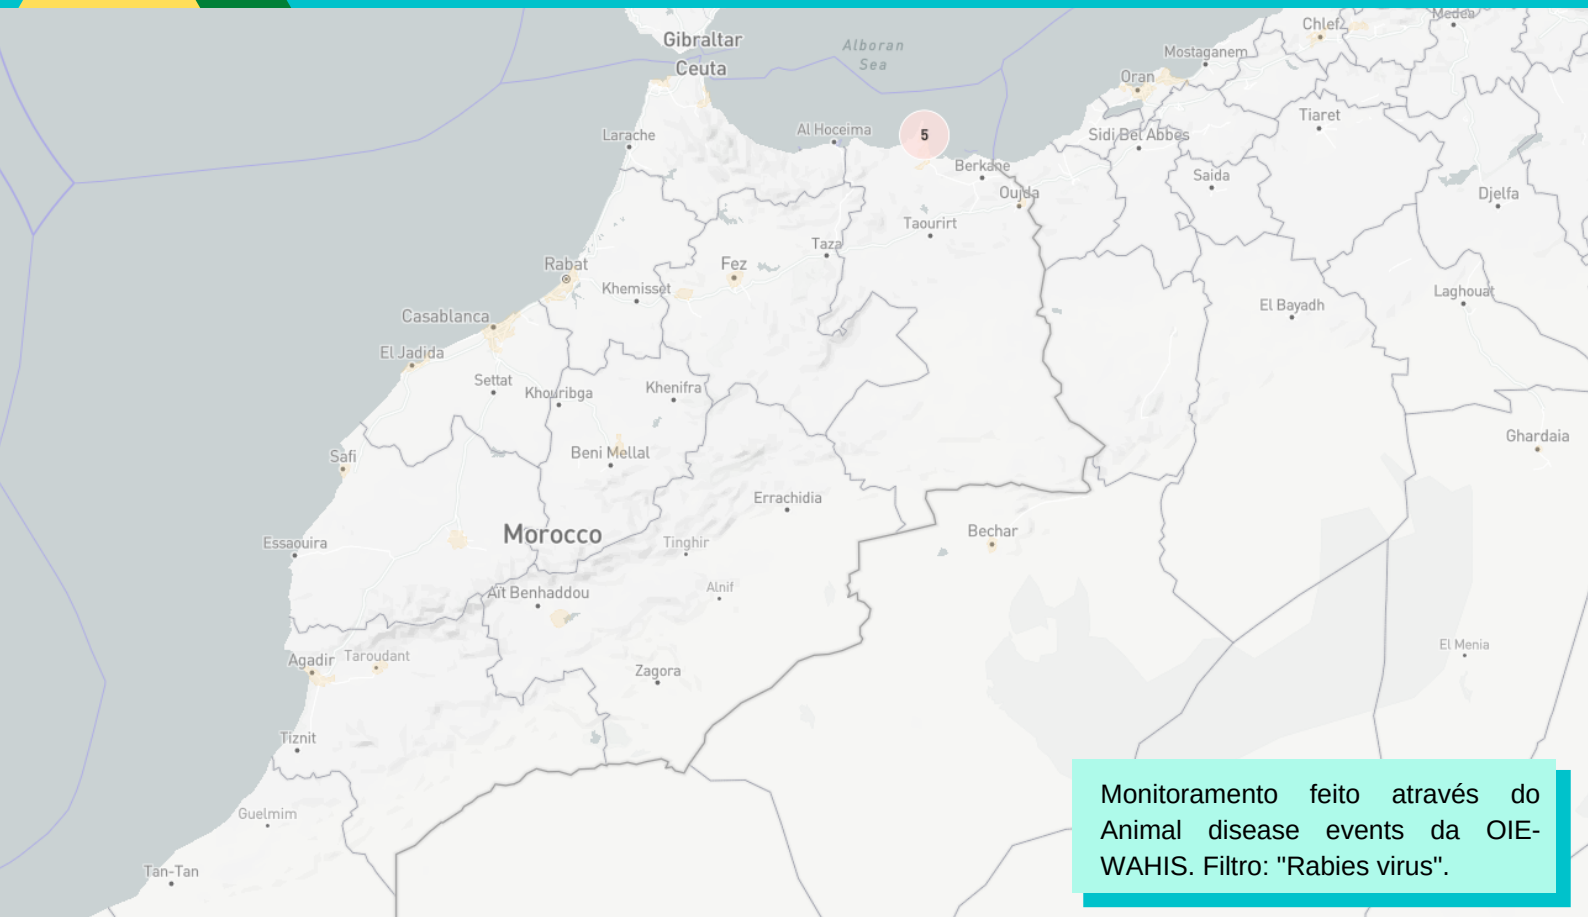 Medea
Chlef
Gibraltar
Alboran
Sea
Mostaganem
Ceuta
Oran
Tiaret
Larache
Al Hoceima
5
Sidi Bel Abbes
Berkane
Saida
Oujda
Djelfa
Taourirt
Taza
Rabat
Fez
Khemisset
Laghouat
El Bayadh
Casablanca
El Jadida
Settat
Khouribga
Khenifra
Ghardaia
Safi
Beni Mellal
Errachidia
Morocco
Bechar
Essaouira
Tinghir
Aït Benhaddou
Alnif
El Menia
Agadir
Taroudant
Zagora
Tiznit
Monitoramento feito através do
Animal disease events da OIE-
WAHIS. Filtro: "Rabies virus".
Guelmim
Tan-Tan